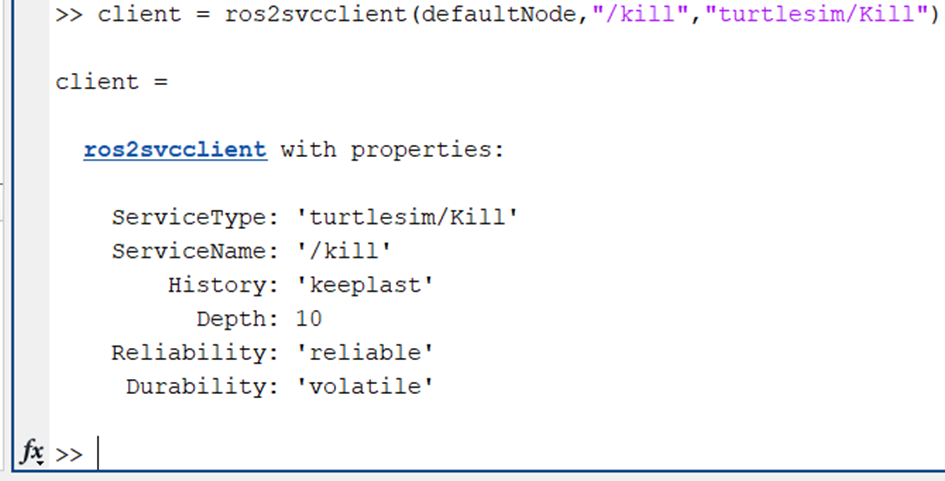 >> client = ros2svcclient(defaultNode,"/kill","turtlesim/Kill")
client =
ros2svcclient with properties:
ServiceType: 'turtlesim/Kill'
ServiceName: '/kill'
History: 'keeplast'
Depth: 10
Reliability: 'reliable'
Durability: 'volatile'
fx >>